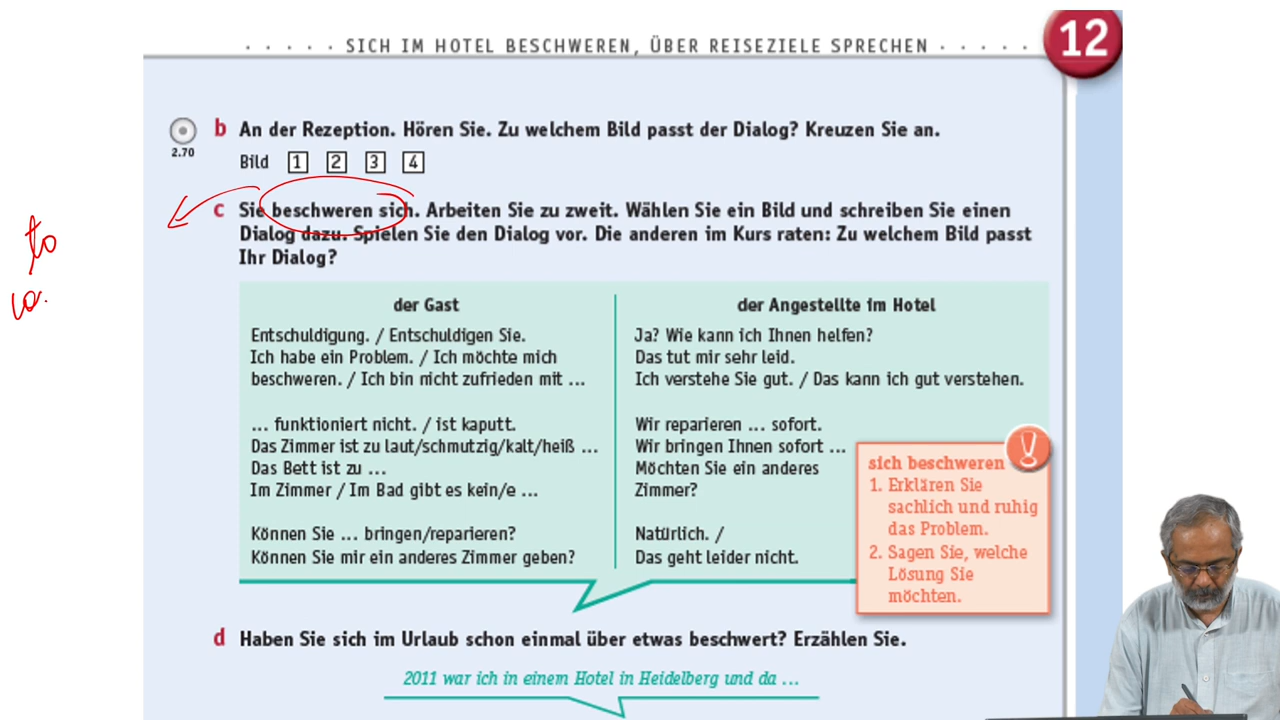 SICH IM HOTEL BESCHWEREN, ÜBER REISEZIELE SPRECHEN
12
2.70
b An der Rezeption. Hören Sie. Zu welchem Bild passt der Dialog? Kreuzen Sie an.
Bild 1 2 3 4
c Sie beschweren sich. Arbeiten Sie zu zweit. Wählen Sie ein Bild und schreiben Sie einen
Dialog dazu. Spielen Sie den Dialog vor. Die anderen im Kurs raten: Zu welchem Bild passt
Ihr Dialog?
to
der Gast
Entschuldigung. / Entschuldigen Sie.
Ich habe ein Problem. / Ich möchte mich
beschweren. / Ich bin nicht zufrieden mit ...
... funktioniert nicht. / ist kaputt.
Das Zimmer ist zu laut/schmutzig/kalt/heiß ...
Das Bett ist zu ...
Im Zimmer / Im Bad gibt es kein/e ...
Können Sie ... bringen/reparieren?
Können Sie mir ein anderes Zimmer geben?
der Angestellte im Hotel
Ja? Wie kann ich Ihnen helfen?
Das tut mir sehr leid.
Ich verstehe Sie gut. / Das kann ich gut verstehen.
Wir reparieren ... sofort.
Wir bringen Ihnen sofort ...
Möchten Sie ein anderes
Zimmer?
Natürlich. /
Das geht leider nicht.
!
sich beschweren
1. Erklären Sie
sachlich und ruhig
das Problem.
2. Sagen Sie, welche
Lösung Sie
möchten.
d Haben Sie sich im Urlaub schon einmal über etwas beschwert? Erzählen Sie.
2011 war ich in einem Hotel in Heidelberg und da ...